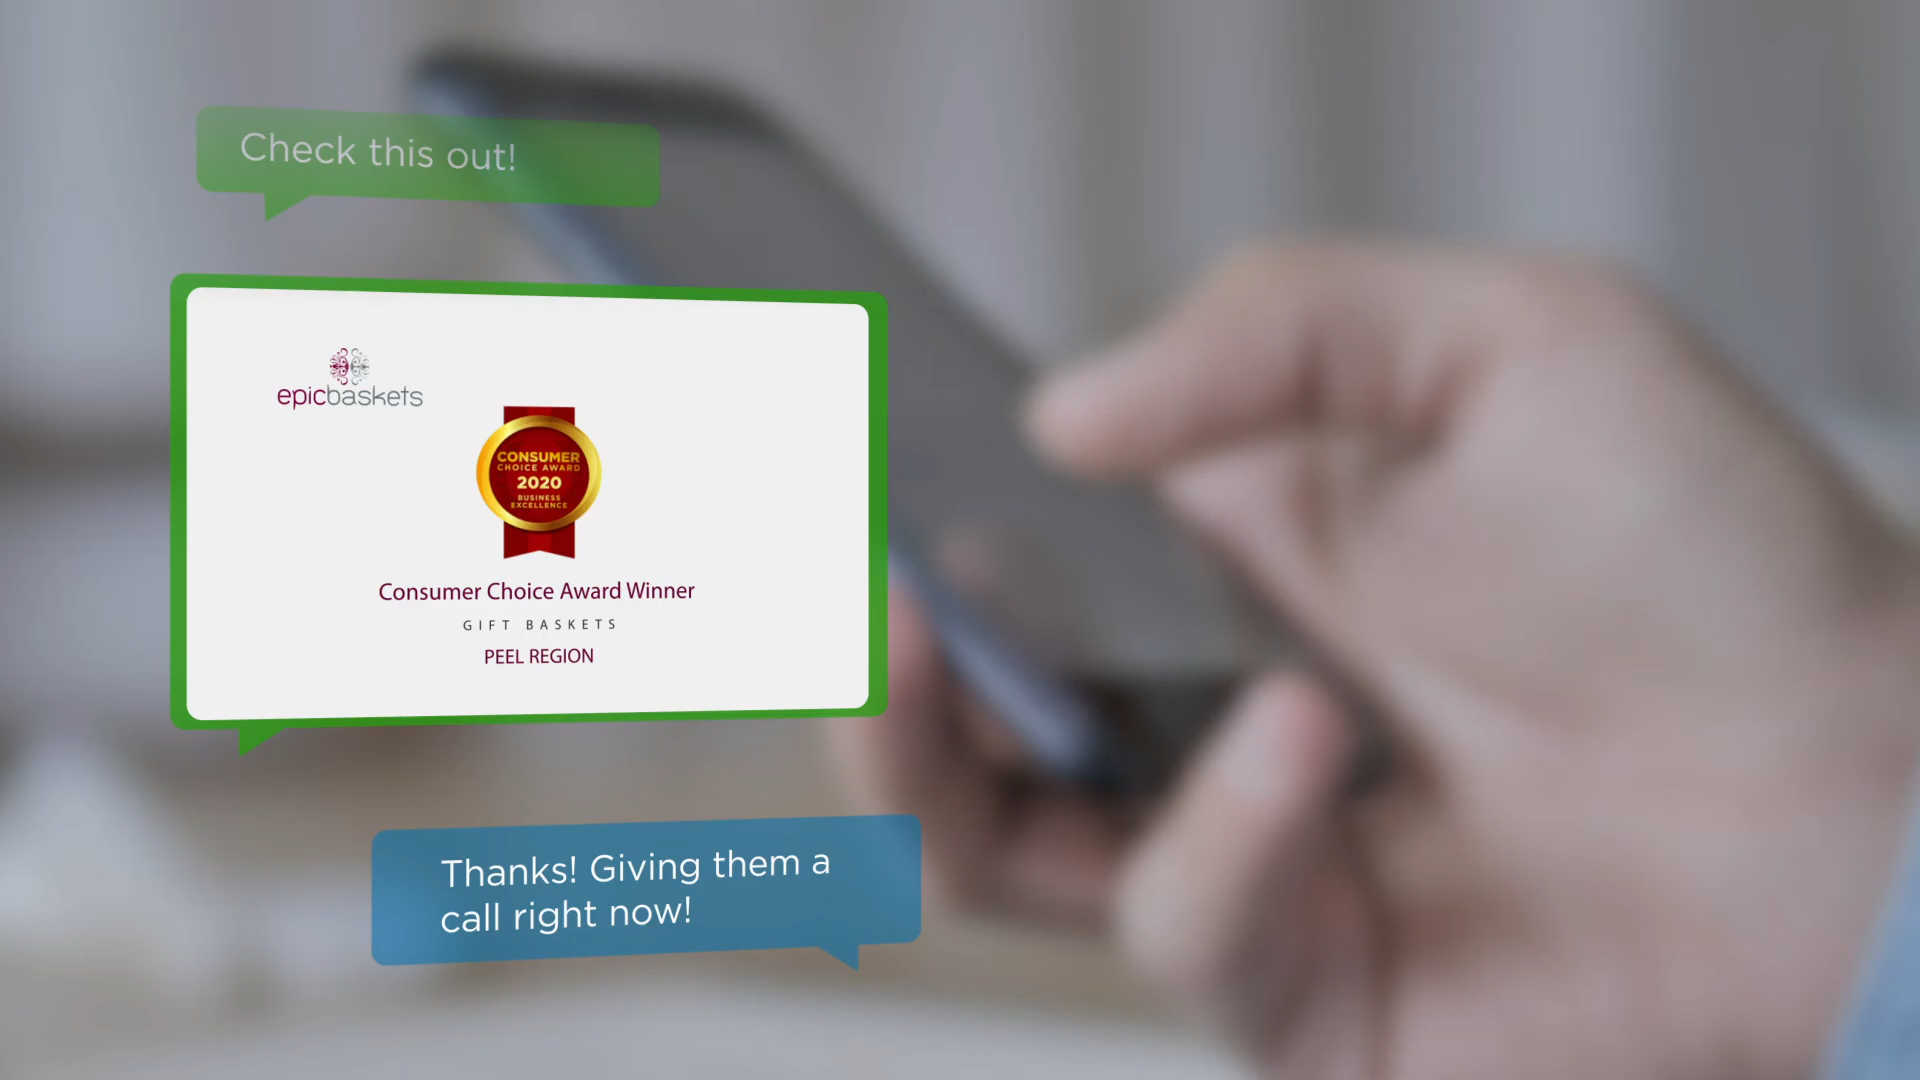 Check this out!
epicbaskets
CONSUMER
CHOICE AWARD
2020
BUSINESS
EXCELLENCE
Consumer Choice Award Winner
GIFT BASKETS
PEEL REGION
Thanks! Giving them a
call right now!